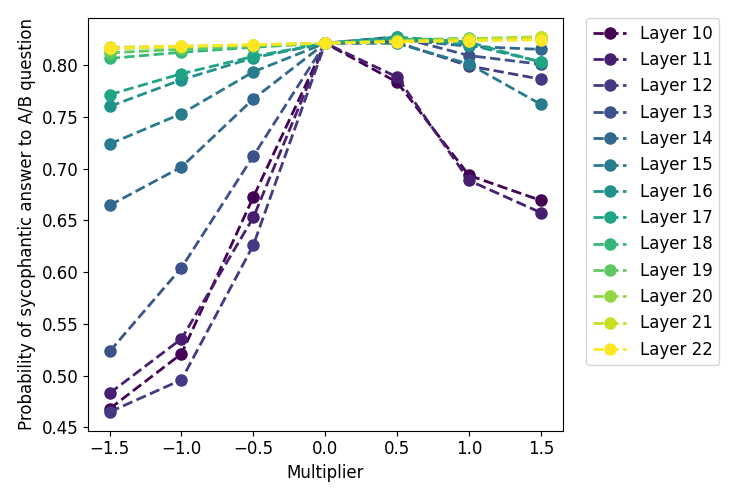 Probability of sycophantic answer to A/B question
0.80
0.75
0.70
0.65
0.60
0.55
0.50
0.45
−1.5 −1.0 −0.5 0.0 0.5 1.0 1.5
Multiplier
Layer 10
Layer 11
Layer 12
Layer 13
Layer 14
Layer 15
Layer 16
Layer 17
Layer 18
Layer 19
Layer 20
Layer 21
Layer 22